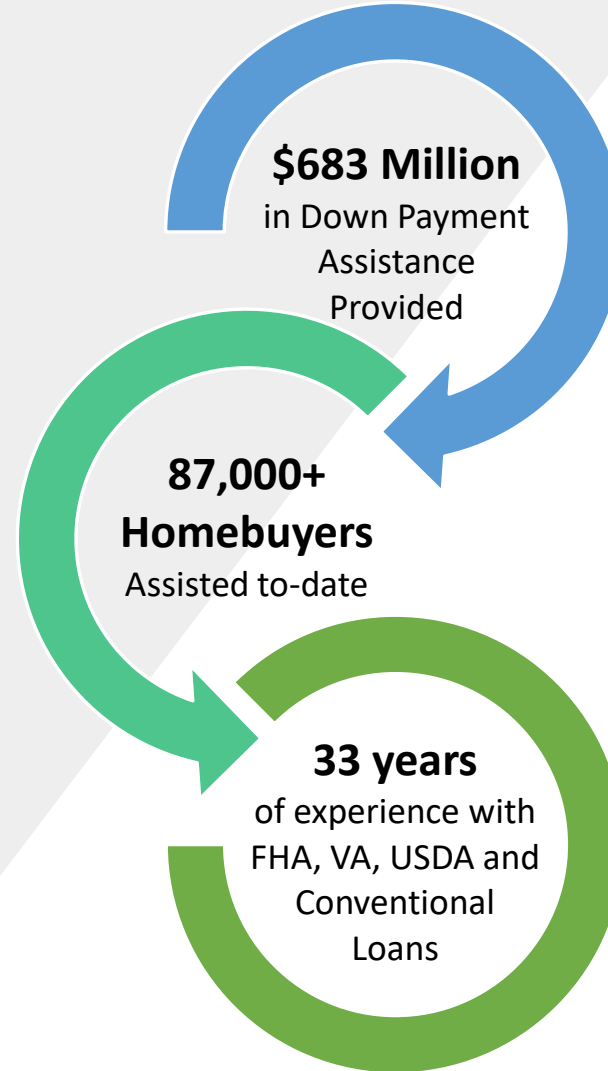 $683 Million
in Down Payment
Assistance
Provided
87,000+
Homebuyers
Assisted to-date
33 years
of experience with
FHA, VA, USDA and
Conventional
Loans